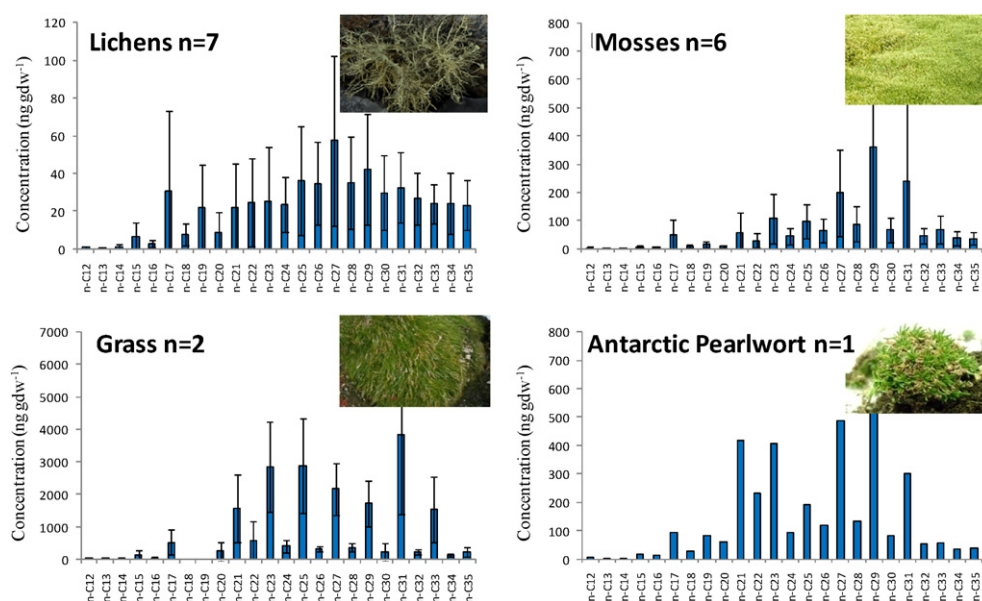 Lichens n=7
Concentration (ng gdw⁻¹)
120
100
80
60
40
20
0
n-C12 n-C13 n-C14 n-C15 n-C16 n-C17 n-C18 n-C19 n-C20 n-C21 n-C22 n-C23 n-C24 n-C25 n-C26 n-C27 n-C28 n-C29 n-C30 n-C31 n-C32 n-C33 n-C34 n-C35
Mosses n=6
Concentration (ng gdw⁻¹)
800
700
600
500
400
300
200
100
0
n-C12 n-C13 n-C14 n-C15 n-C16 n-C17 n-C18 n-C19 n-C20 n-C21 n-C22 n-C23 n-C24 n-C25 n-C26 n-C27 n-C28 n-C29 n-C30 n-C31 n-C32 n-C33 n-C34 n-C35
Grass n=2
Concentration (ng gdw⁻¹)
7000
6000
5000
4000
3000
2000
1000
0
n-C12 n-C13 n-C14 n-C15 n-C16 n-C17 n-C18 n-C19 n-C20 n-C21 n-C22 n-C23 n-C24 n-C25 n-C26 n-C27 n-C28 n-C29 n-C30 n-C31 n-C32 n-C33 n-C34 n-C35
Antarctic Pearlwort n=1
Concentration (ng gdw⁻¹)
800
700
600
500
400
300
200
100
0
n-C12 n-C13 n-C14 n-C15 n-C16 n-C17 n-C18 n-C19 n-C20 n-C21 n-C22 n-C23 n-C24 n-C25 n-C26 n-C27 n-C28 n-C29 n-C30 n-C31 n-C32 n-C33 n-C34 n-C35